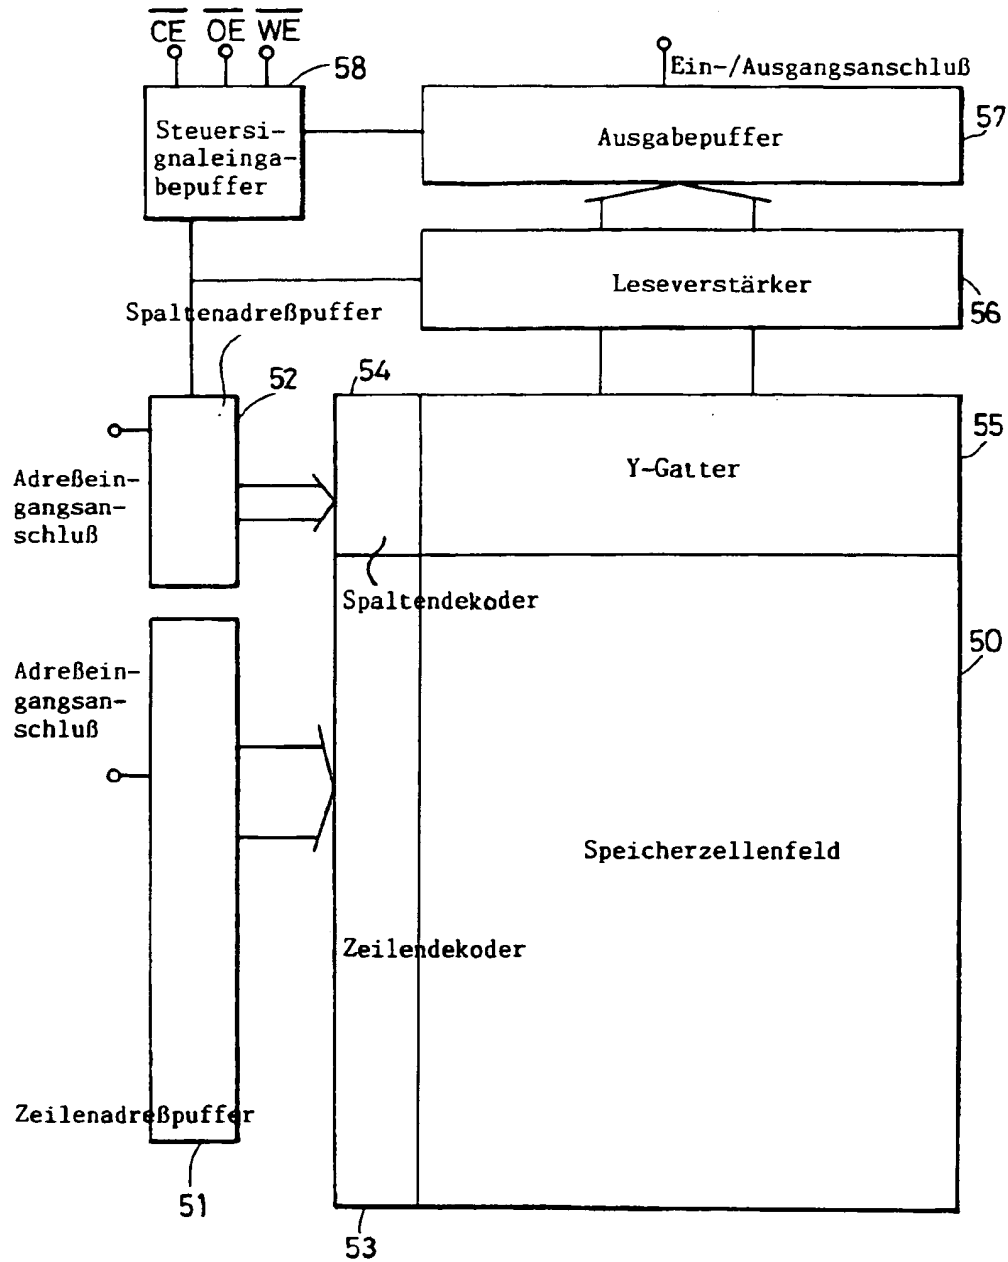 CE OE WE
58
Steuersi-
gnaleinga-
bepuffer
Ein-/Ausgangsanschluß
57
Ausgabepuffer
Leseverstärker
56
Spaltenadreßpuffer
52
54
55
Y-Gatter
Adreßein-
gangsan-
schluß
Spaltendekoder
50
Adreßein-
gangsan-
schluß
Speicherzellenfeld
Zeilendekoder
Zeilenadreßpuffer
51
53